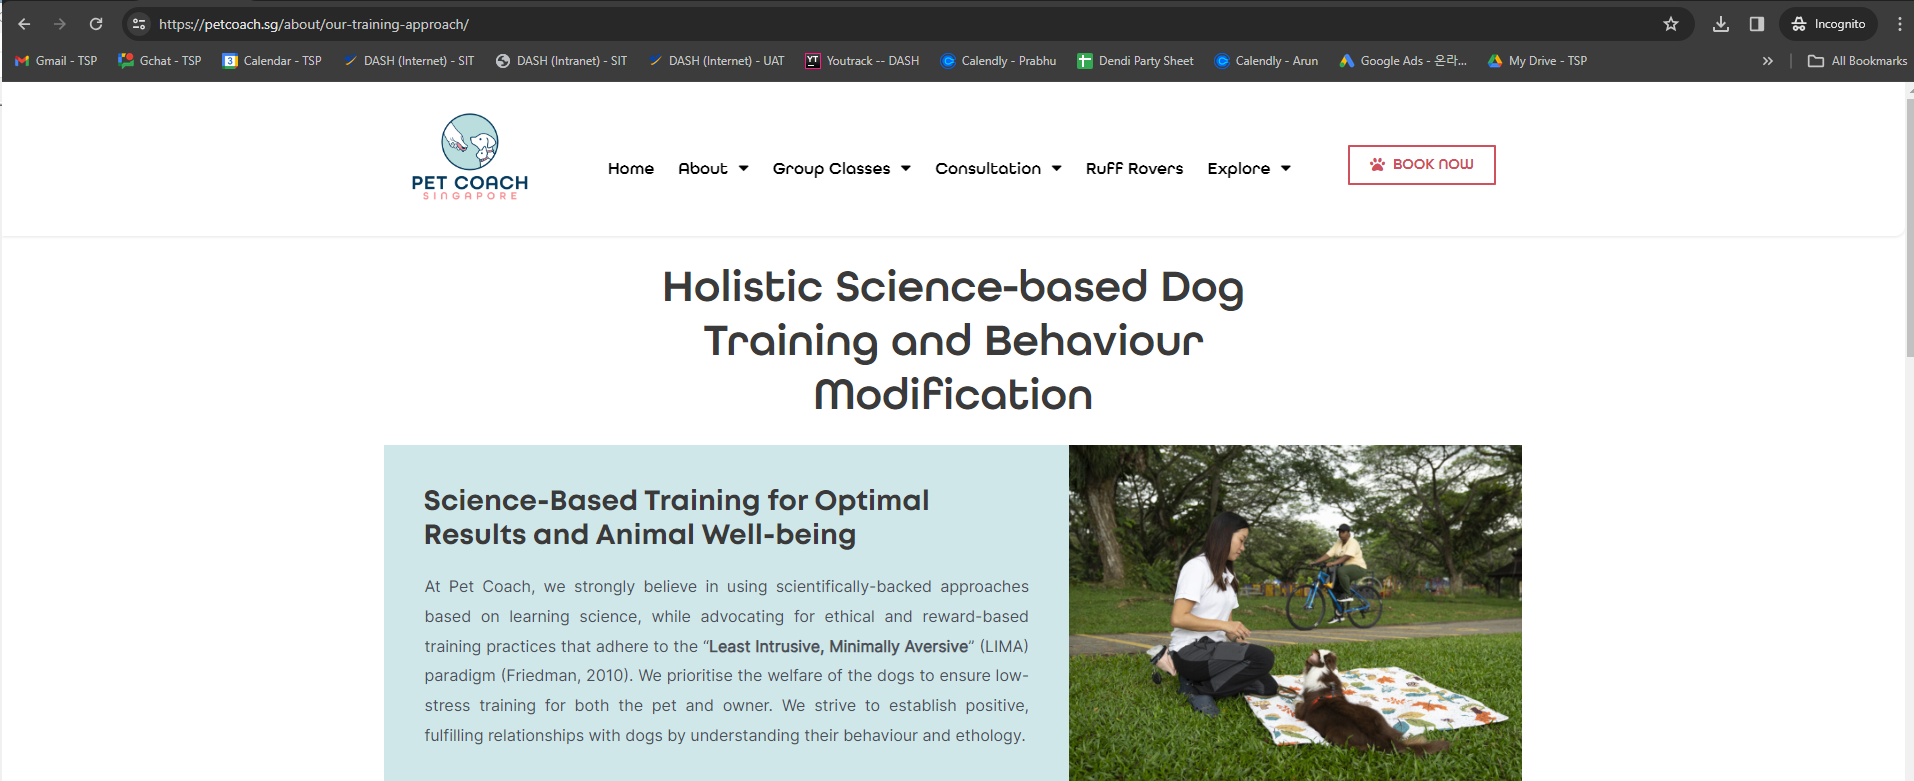 https://petcoach.sg/about/our-training-approach/
Incognito
Gmail - TSP
Gchat - TSP
3
Calendar - TSP
DASH (Internet) - SIT
DASH (Intranet) - SIT
DASH (Internet) - UAT
YT
Youtrack -- DASH
Calendly - Prabhu
Dendi Party Sheet
Calendly - Arun
Google Ads - 온라...
My Drive - TSP
»
All Bookmarks
PET COACH
SINGAPORE
Home
About
Group Classes
Consultation
Ruff Rovers
Explore
BOOK NOW
Holistic Science-based Dog
Training and Behaviour
Modification
Science-Based Training for Optimal
Results and Animal Well-being
At Pet Coach, we strongly believe in using scientifically-backed approaches
based on learning science, while advocating for ethical and reward-based
training practices that adhere to the “Least Intrusive, Minimally Aversive” (LIMA)
paradigm (Friedman, 2010). We prioritise the welfare of the dogs to ensure low-
stress training for both the pet and owner. We strive to establish positive,
fulfilling relationships with dogs by understanding their behaviour and ethology.